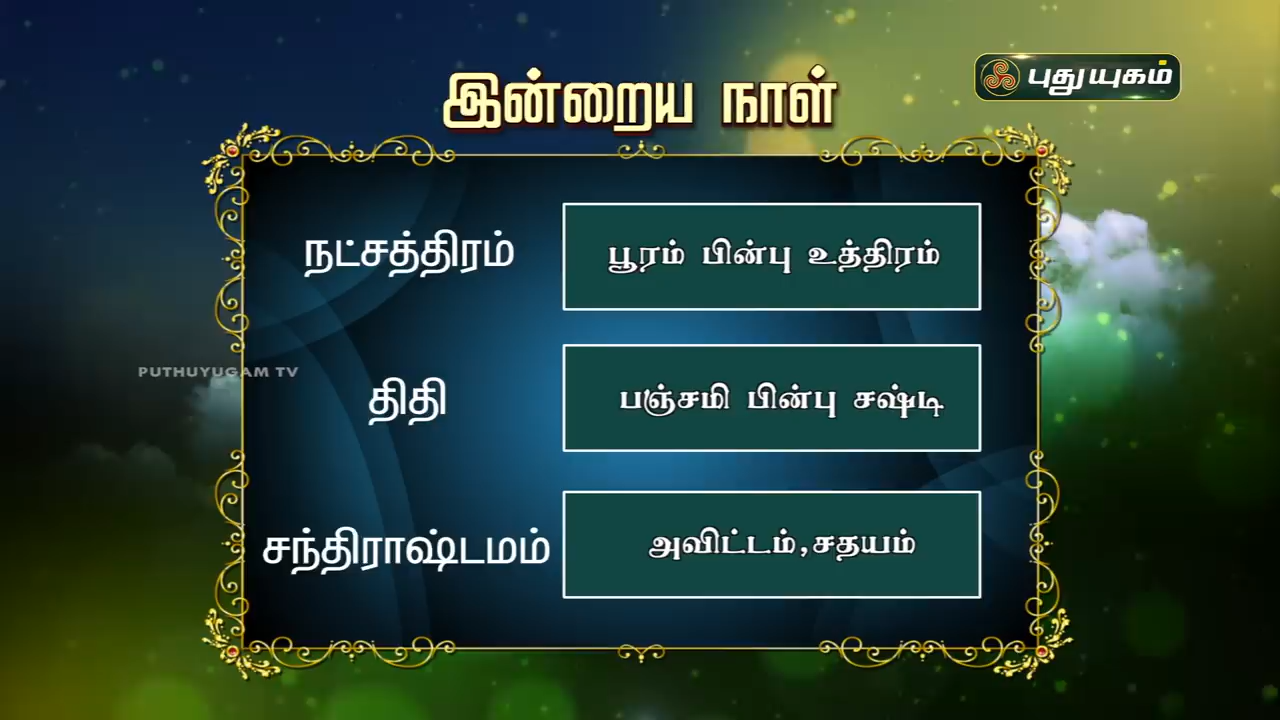 இன்றைய நாள்
புதுயுகம்
நட்சத்திரம்
பூரம் பின்பு உத்திரம்
PUTHUYUGAM TV
திதி
பஞ்சமி பின்பு சஷ்டி
சந்திராஷ்டமம்
அவிட்டம்,சதயம்